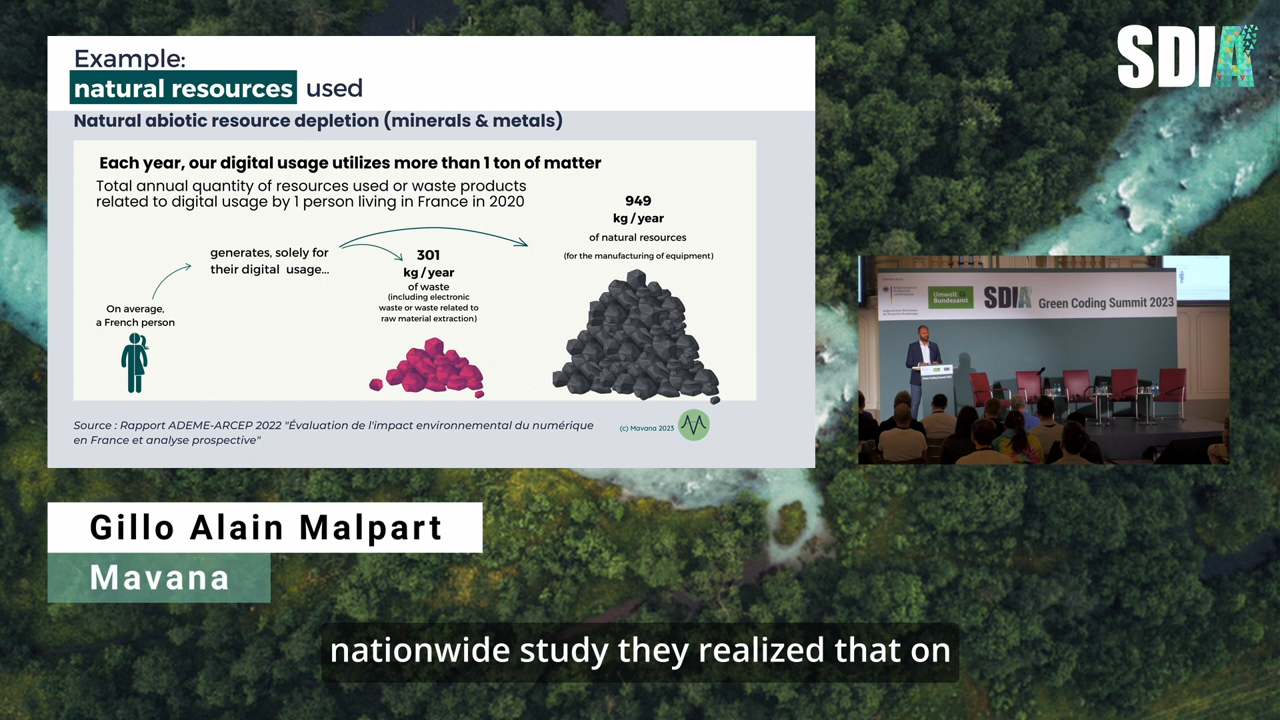 Example:
natural resources used
Natural abiotic resource depletion (minerals & metals)
Each year, our digital usage utilizes more than 1 ton of matter
Total annual quantity of resources used or waste products
related to digital usage by 1 person living in France in 2020
949
kg / year
of natural resources
(for the manufacturing of equipment)
generates, solely for
their digital usage...
301
kg / year
of waste
(including electronic
waste or waste related to
raw material extraction)
On average,
a French person
Source : Rapport ADEME-ARCEP 2022 "Évaluation de l'impact environnemental du numérique
en France et analyse prospective"
(c) Mavana 2023
SDIA
Umwelt
Bundesamt
SDIA
Green Coding Summit 2023
Gillo Alain Malpart
Mavana
nationwide study they realized that on